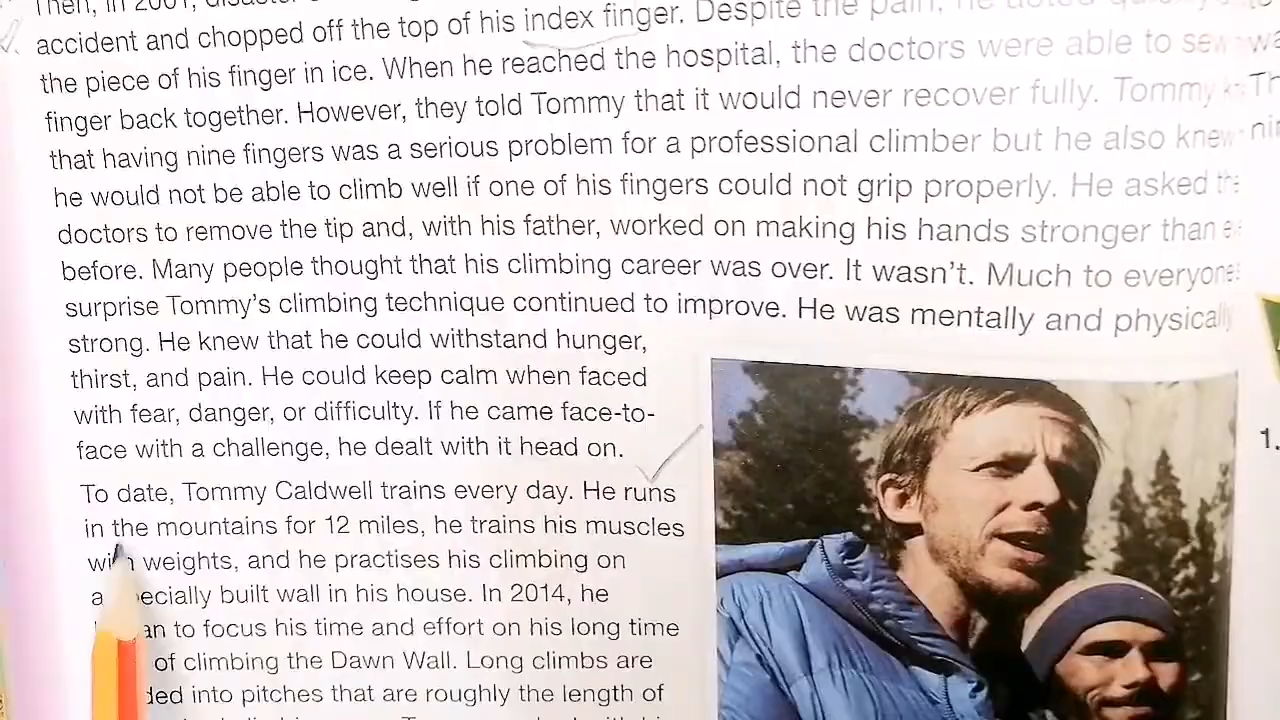 Then, in 2001,
accident and chopped off the top of his index finger. Despite the pain, he acted
the piece of his finger in ice. When he reached the hospital, the doctors were able to sew
finger back together. However, they told Tommy that it would never recover fully. Tommy
that having nine fingers was a serious problem for a professional climber but he also knew
he would not be able to climb well if one of his fingers could not grip properly. He asked
doctors to remove the tip and, with his father, worked on making his hands stronger than
before. Many people thought that his climbing career was over. It wasn't. Much to
surprise Tommy's climbing technique continued to improve. He was mentally and physically
strong. He knew that he could withstand hunger,
thirst, and pain. He could keep calm when faced
with fear, danger, or difficulty. If he came face-to-
face with a challenge, he dealt with it head on.
To date, Tommy Caldwell trains every day. He runs
in the mountains for 12 miles, he trains his muscles
with weights, and he practises his climbing on
a built wall in his house. In 2014, he
to focus his time and effort on his long time
of climbing the Dawn Wall. Long climbs are
into pitches that are roughly the length of
1.